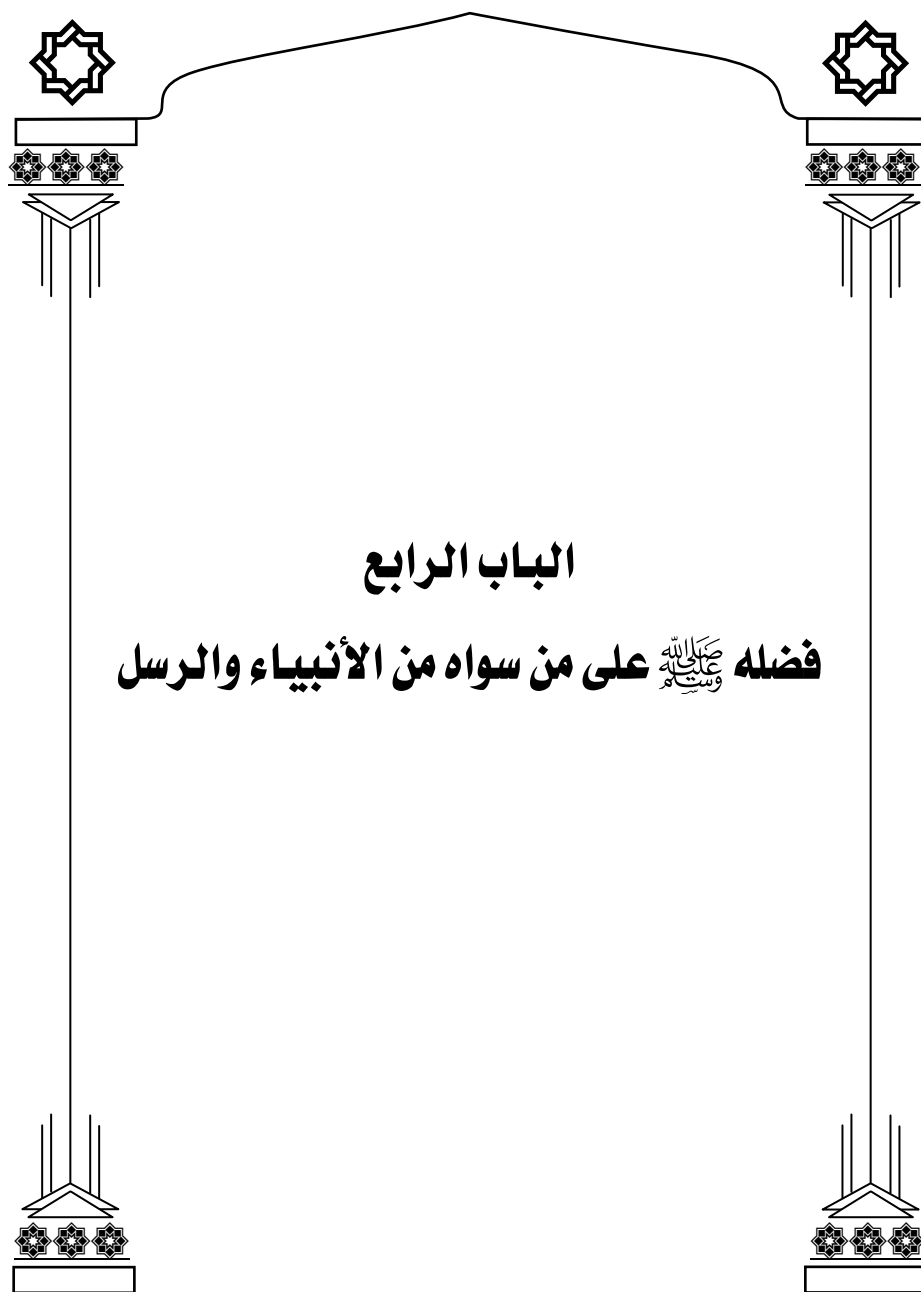 الباب الرابع
فضله ﷺ على من سواه من الأنبياء والرسل